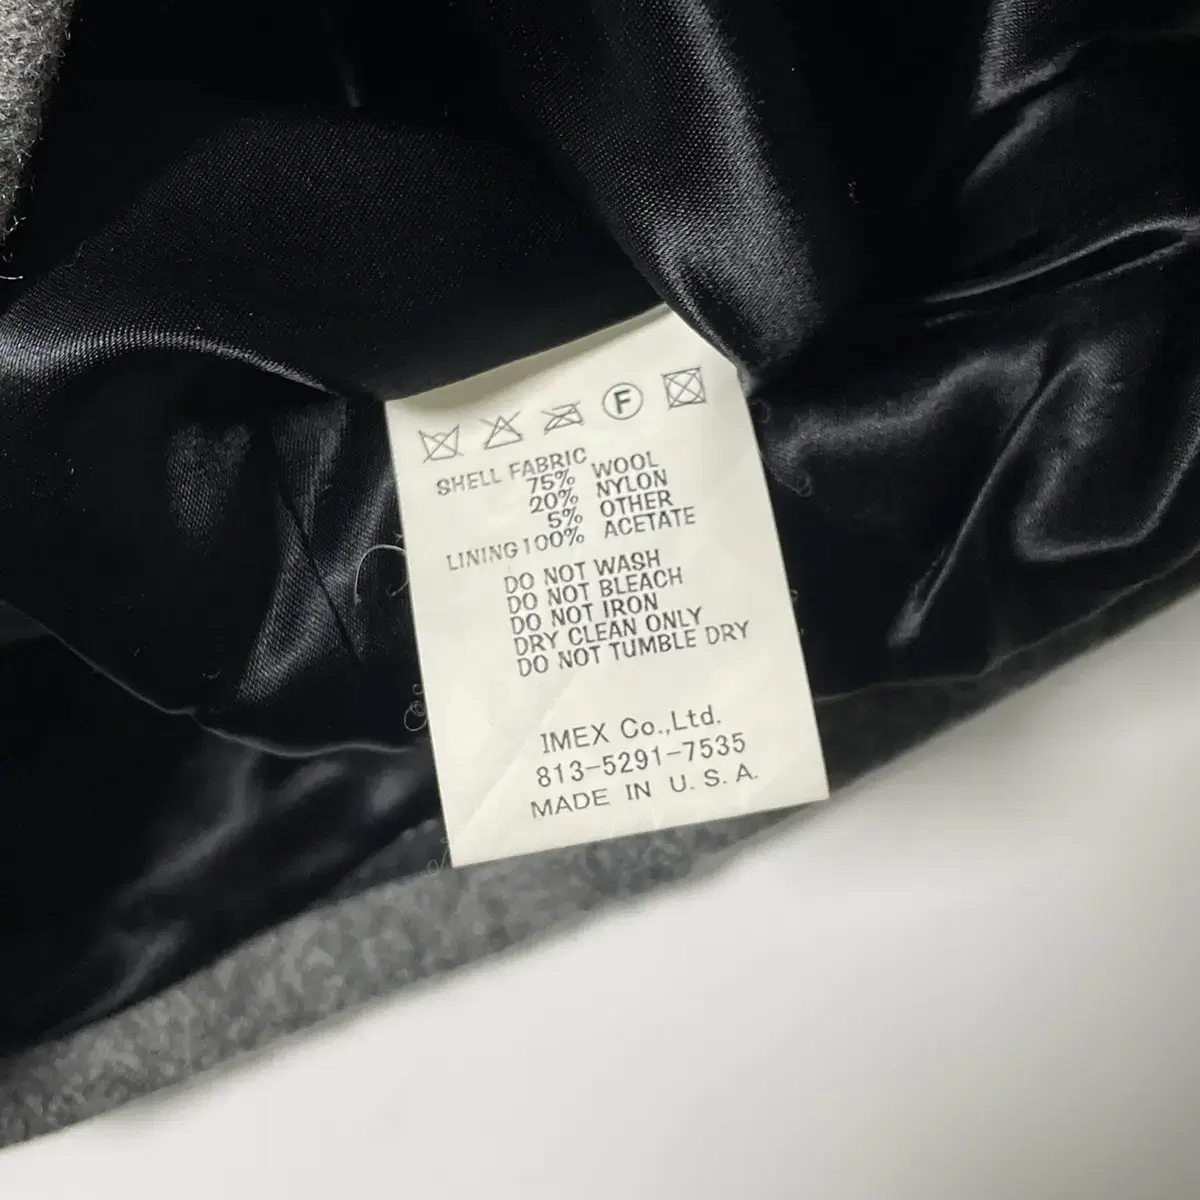 F
SHELL FABRIC
75% WOOL
20% NYLON
5% OTHER
LINING 100% ACETATE
DO NOT WASH
DO NOT BLEACH
DO NOT IRON
DRY CLEAN ONLY
DO NOT TUMBLE DRY
IMEX Co.,Ltd.
813-5291-7535
MADE IN U.S.A.